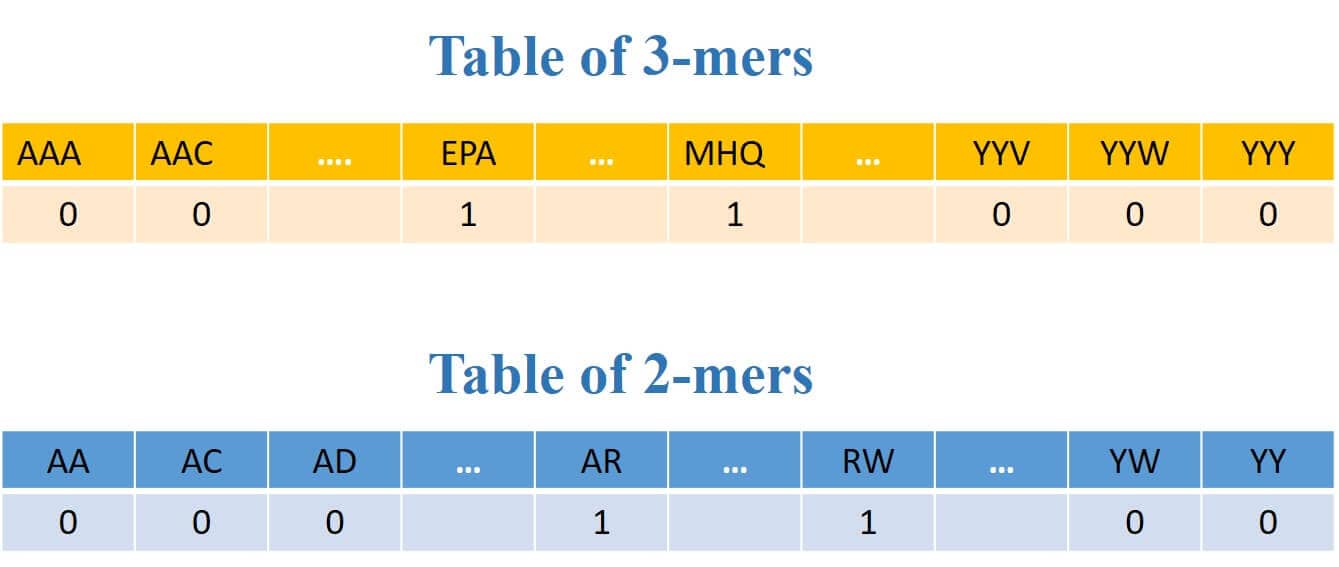 Table of 3-mers
AAA AAC .... EPA ... MHQ ... YYV YYW YYY
0 0 1 1 0 0 0
Table of 2-mers
AA AC AD ... AR ... RW ... YW YY
0 0 0 1 1 0 0